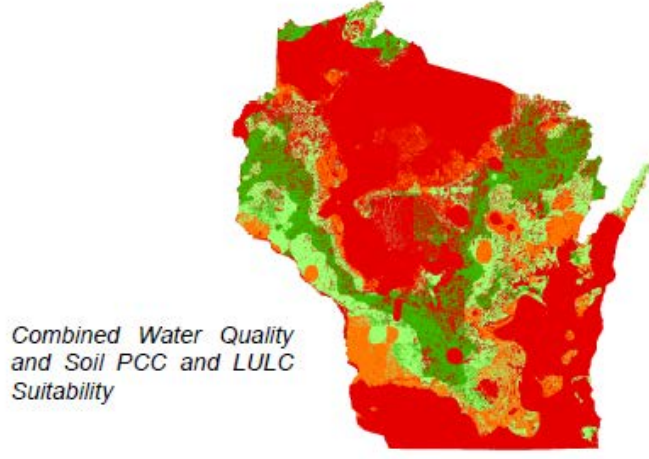 Combined Water Quality
and Soil PCC and LULC
Suitability